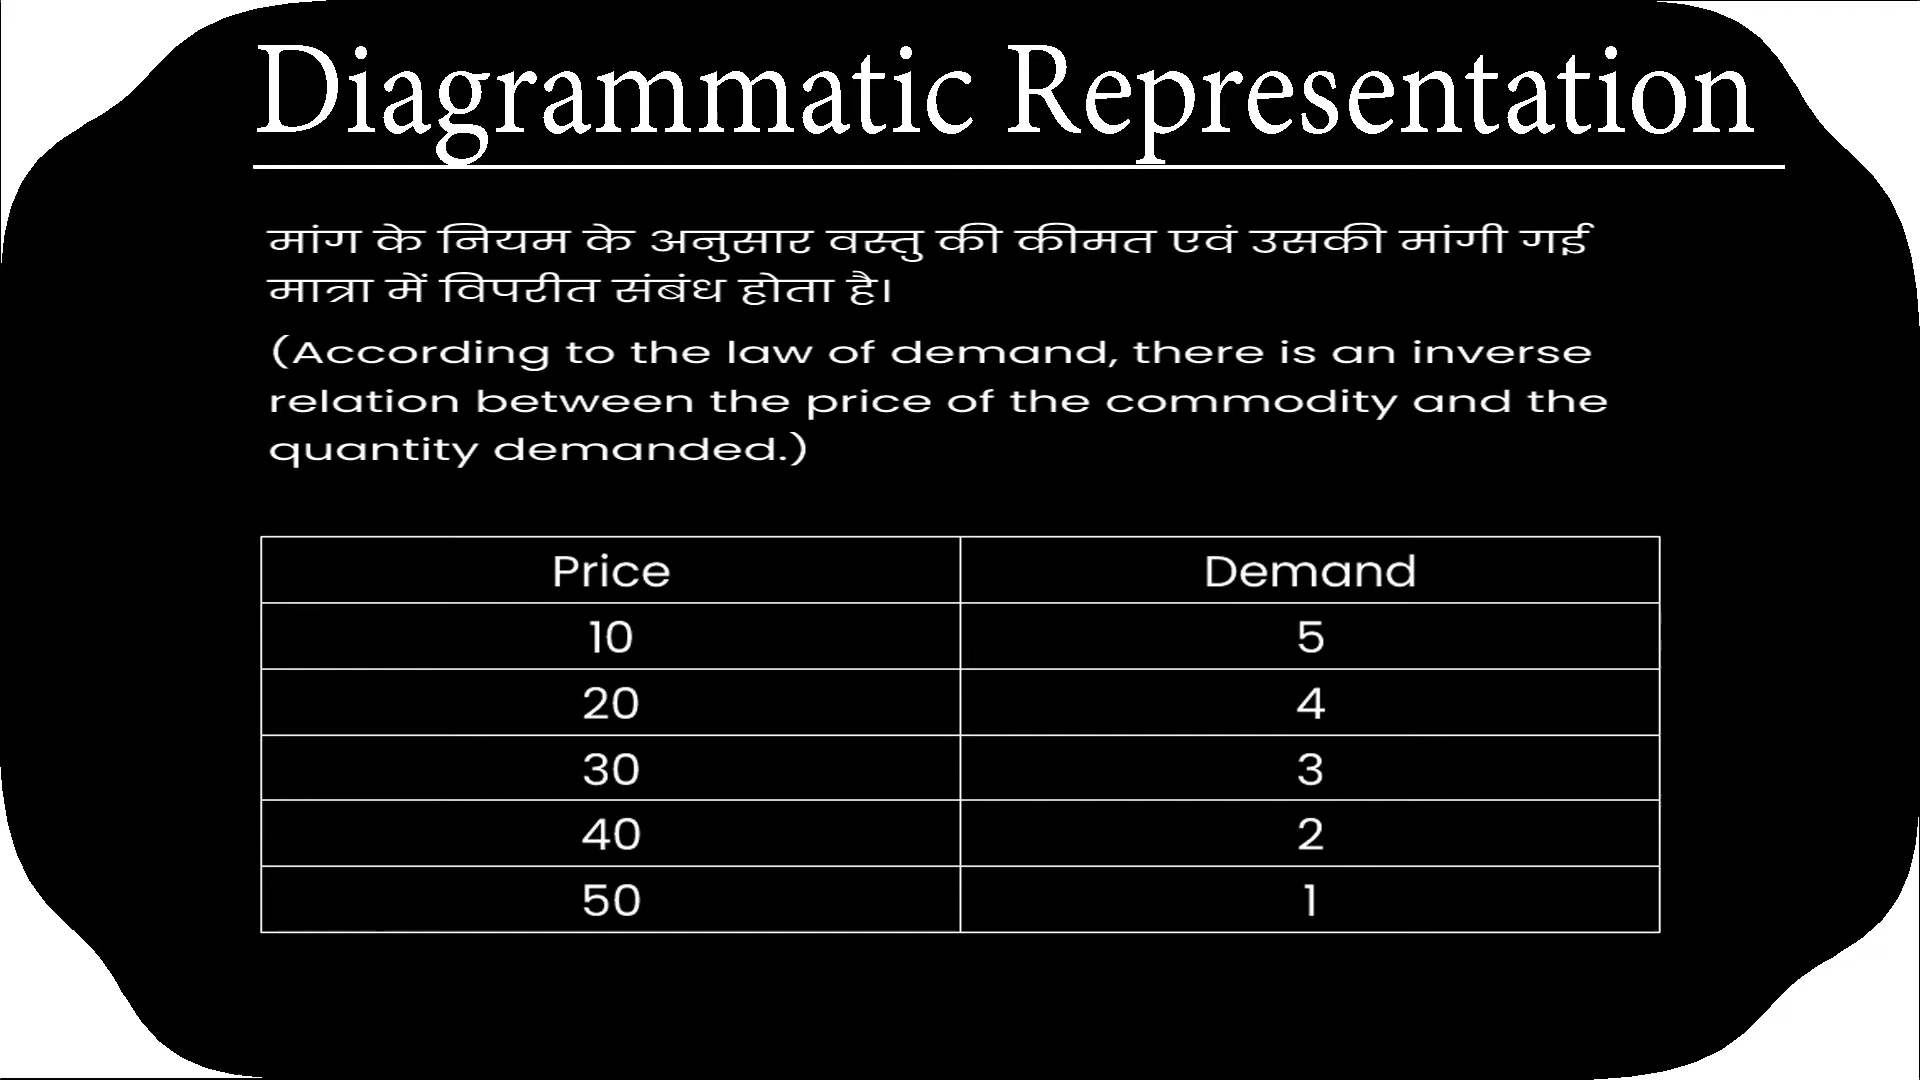 Diagrammatic Representation
मांग के नियम के अनुसार वस्तु की कीमत एवं उसकी मांगी गई
मात्रा में विपरीत संबंध होता है।
(According to the law of demand, there is an inverse
relation between the price of the commodity and the
quantity demanded.)
Price Demand
10 5
20 4
30 3
40 2
50 1